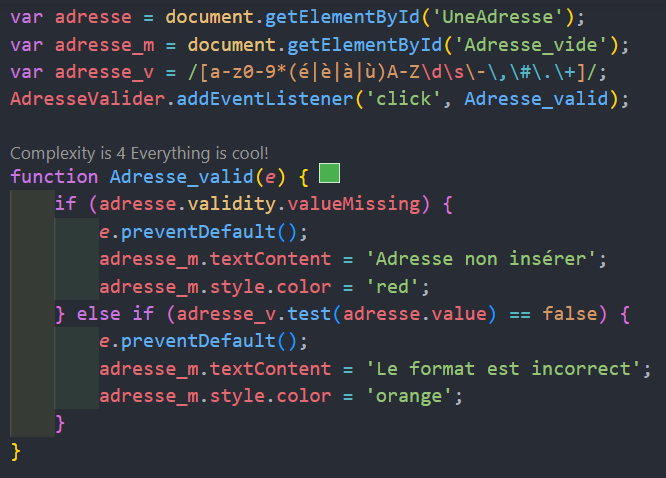 var adresse = document.getElementById('UneAdresse');
var adresse_m = document.getElementById('Adresse_vide');
var adresse_v = /[a-z0-9*(é|è|à|ù)A-Z\d\s\-\,\#\.\+]/;
AdresseValider.addEventListener('click', Adresse_valid);
Complexity is 4 Everything is cool!
function Adresse_valid(e) {
if (adresse.validity.valueMissing) {
e.preventDefault();
adresse_m.textContent = 'Adresse non insérer';
adresse_m.style.color = 'red';
} else if (adresse_v.test(adresse.value) == false) {
e.preventDefault();
adresse_m.textContent = 'Le format est incorrect';
adresse_m.style.color = 'orange';
}
}